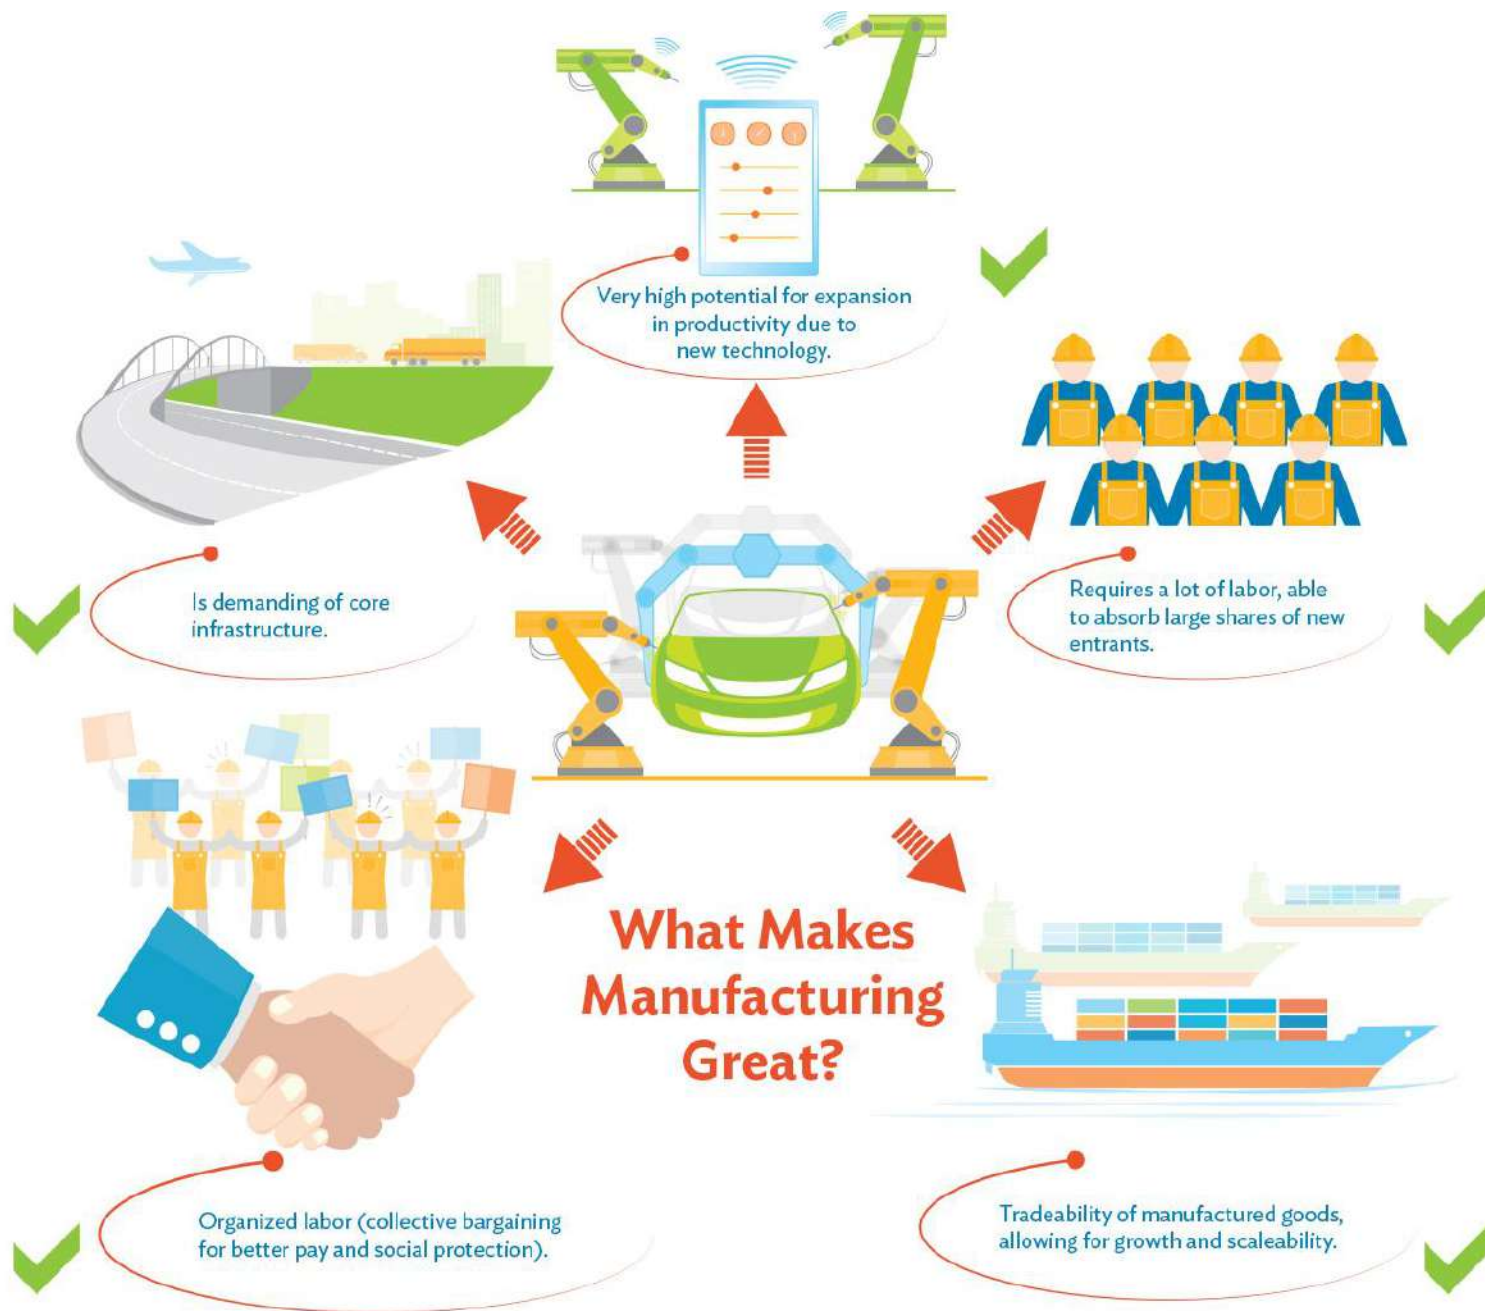 Very high potential for expansion
in productivity due to
new technology.
Is demanding of core
infrastructure.
Requires a lot of labor, able
to absorb large shares of new
entrants.
What Makes
Manufacturing
Great?
Organized labor (collective bargaining
for better pay and social protection).
Tradeability of manufactured goods,
allowing for growth and scaleability.